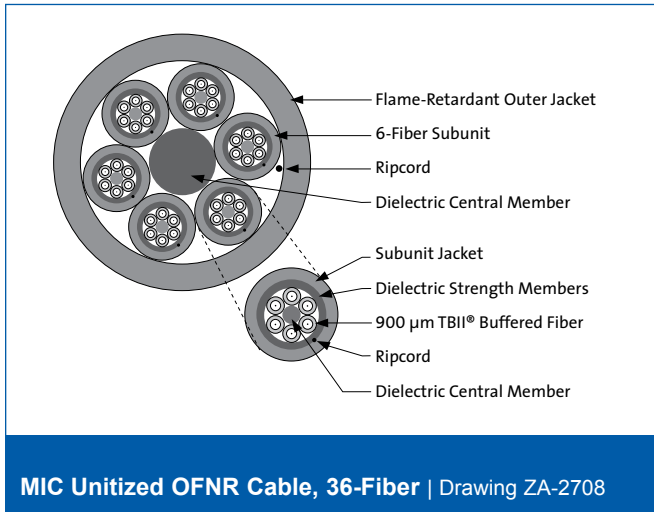 Flame-Retardant Outer Jacket
6-Fiber Subunit
Ripcord
Dielectric Central Member
Subunit Jacket
Dielectric Strength Members
900 µm TBII® Buffered Fiber
Ripcord
Dielectric Central Member
MIC Unitized OFNR Cable, 36-Fiber | Drawing ZA-2708